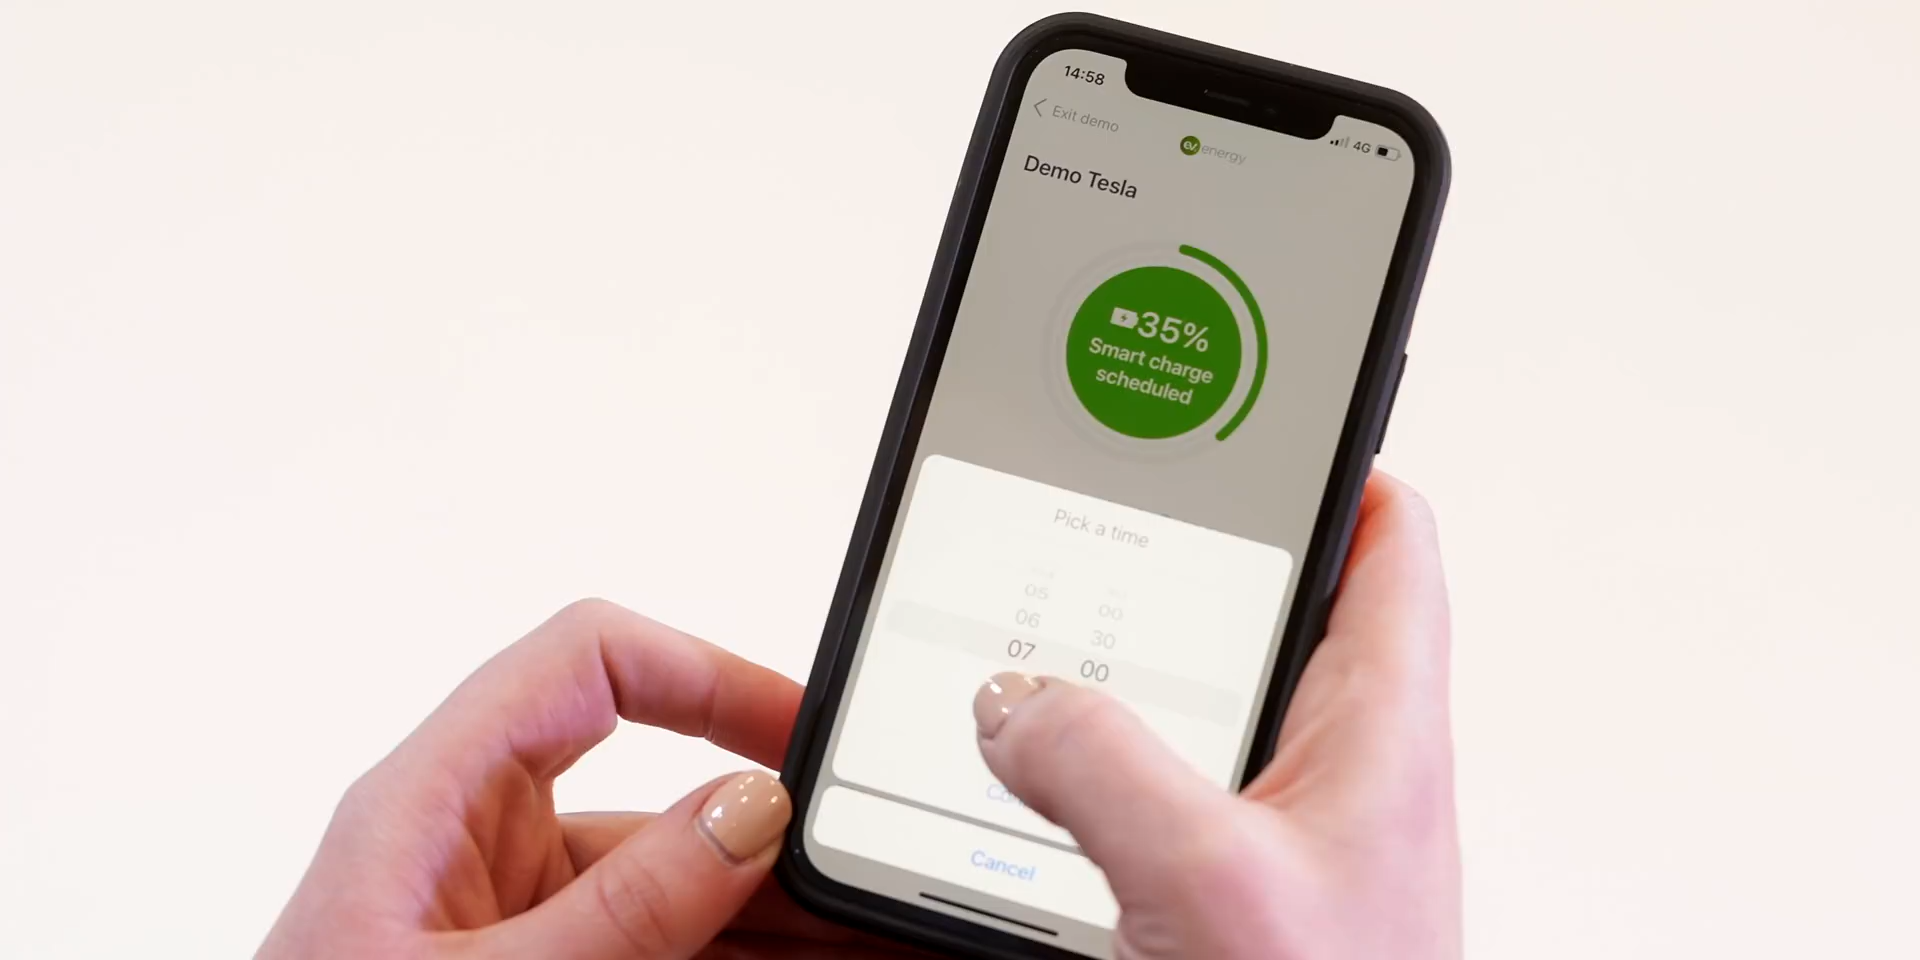 14:58
4G
Exit demo
ev energy
Demo Tesla
35%
Smart charge
scheduled
Pick a time
05 00
06 30
07 00
Cancel